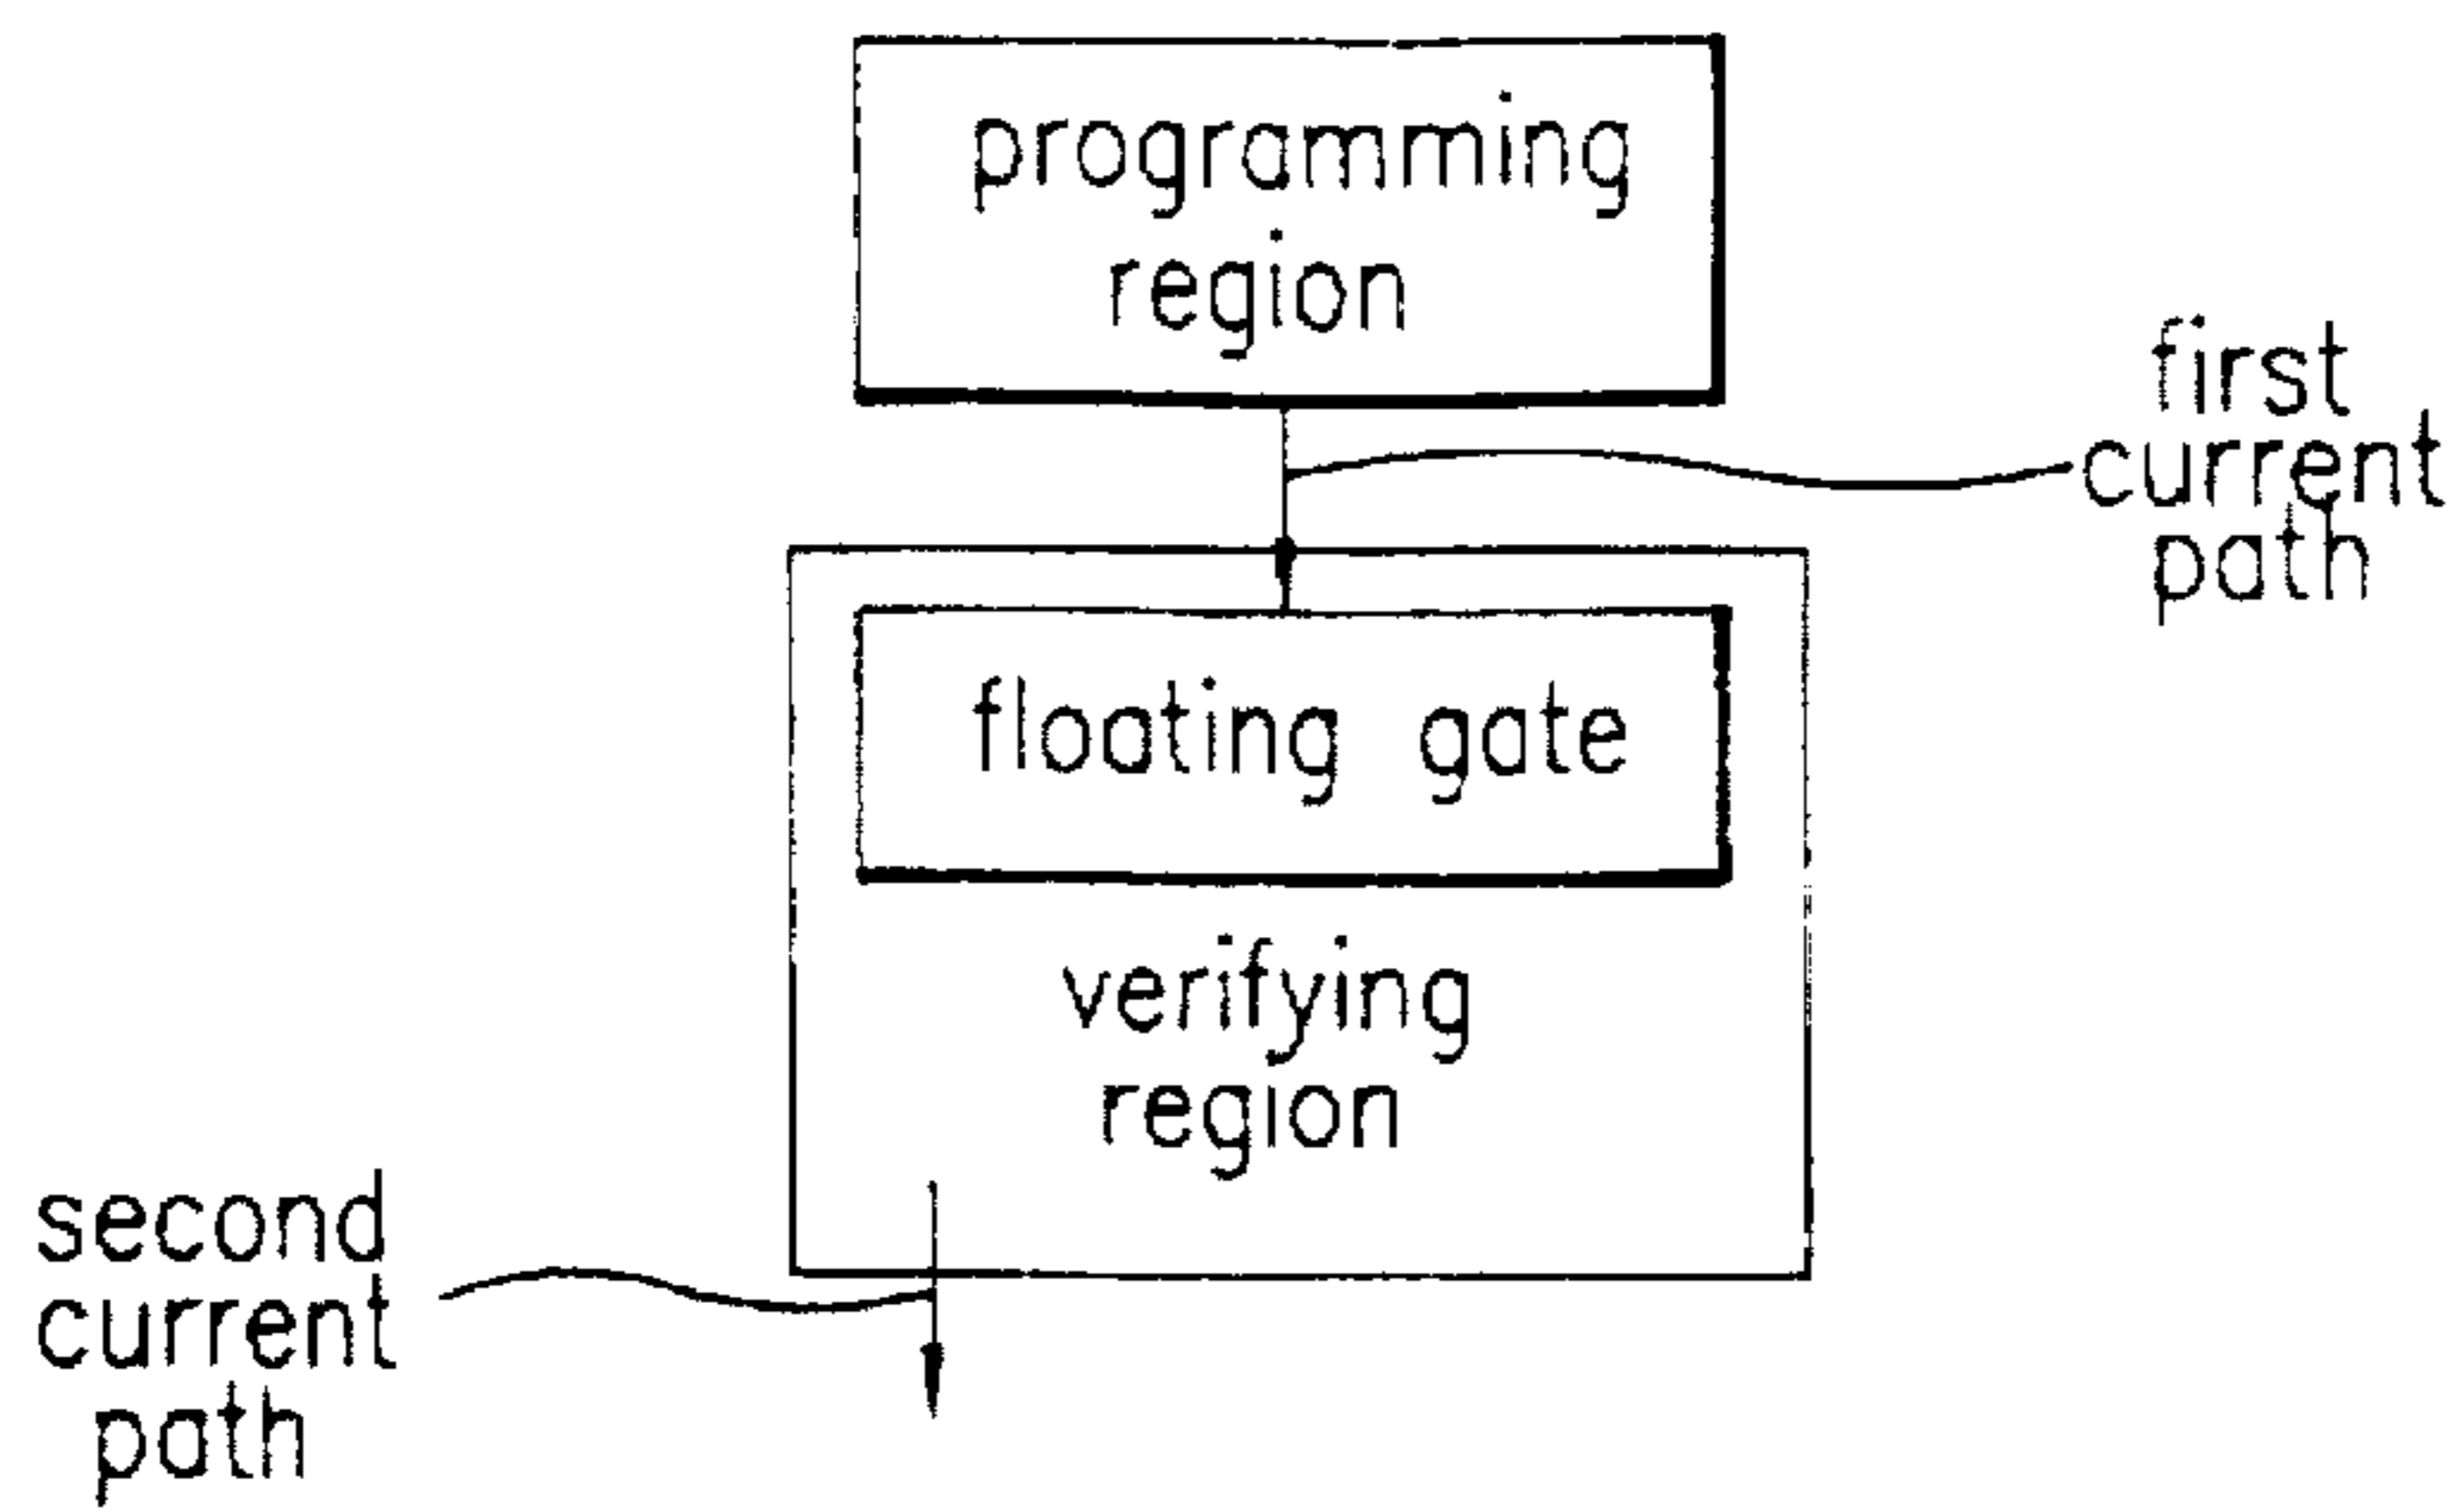 programming
region
first
current
path
floating gate
verifying
region
second
current
path